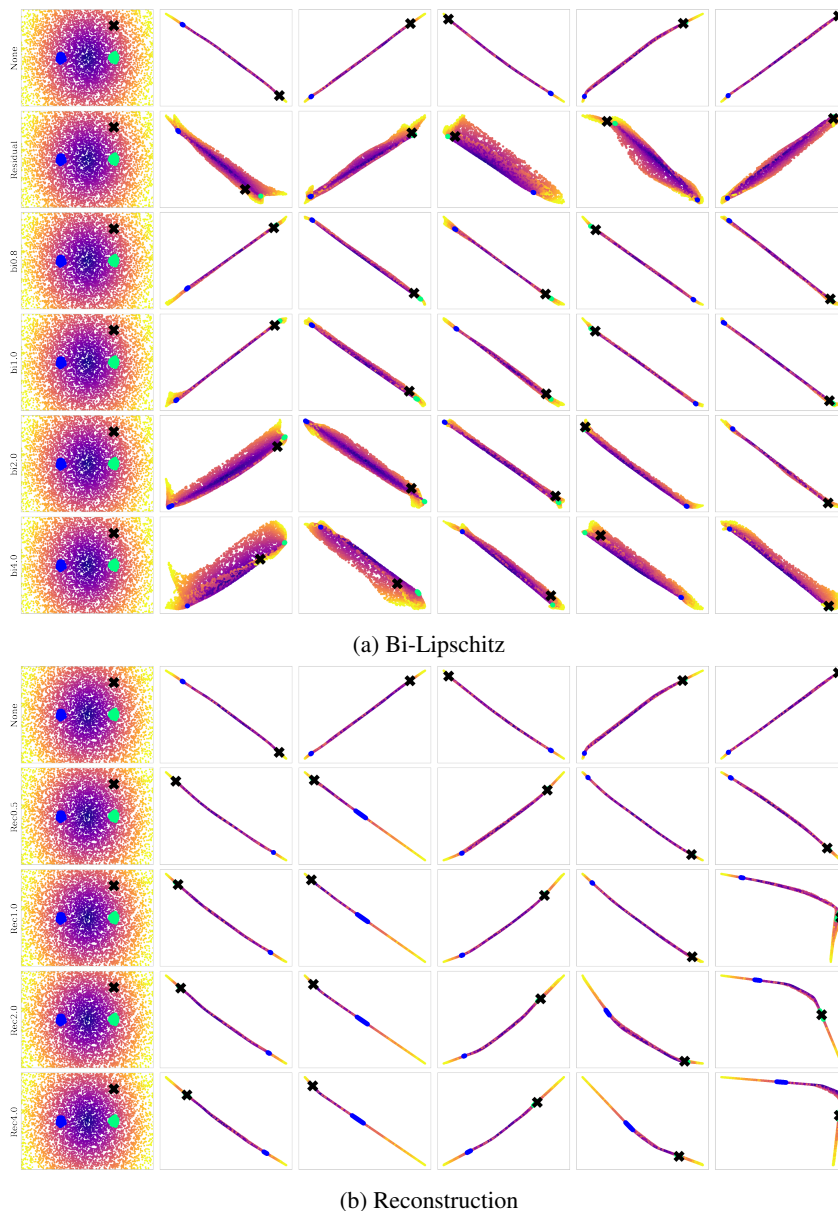 None
Residual
bi0.8
bi1.0
bi2.0
bi4.0
(a) Bi-Lipschitz
None
Rec0.5
Rec1.0
Rec2.0
Rec4.0
(b) Reconstruction